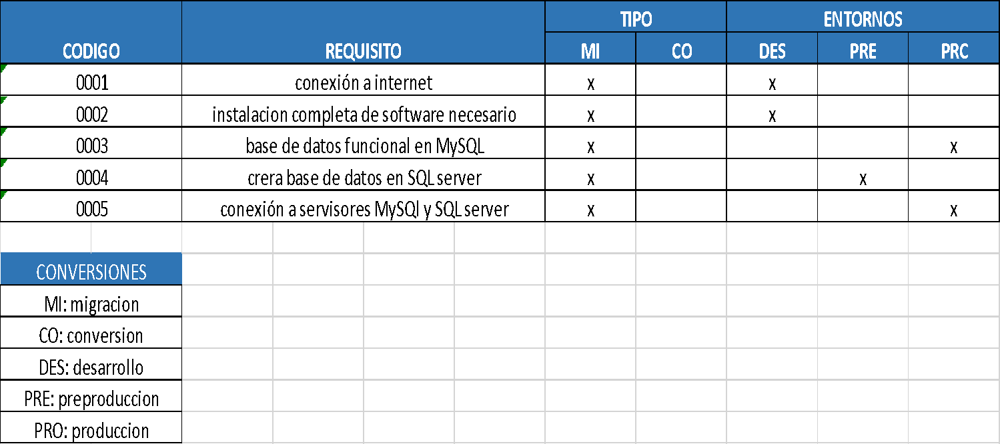 TIPO ENTORNOS
CODIGO REQUISITO MI CO DES PRE PRC
0001 conexión a internet x x
0002 instalacion completa de software necesario x x
0003 base de datos funcional en MySQL x x
0004 crera base de datos en SQL server x x
0005 conexión a servisores MySQl y SQL server x x
CONVERSIONES
MI: migracion
CO: conversion
DES: desarrollo
PRE: preproduccion
PRO: produccion